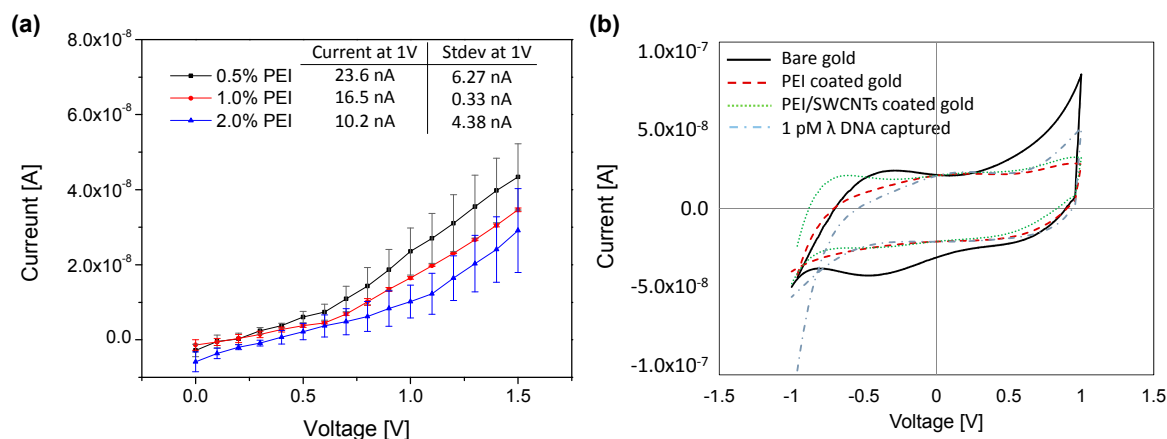 (a)
8.0x10⁻⁸
6.0x10⁻⁸
4.0x10⁻⁸
2.0x10⁻⁸
0.0
Curreunt [A]
Current at 1V Stdev at 1V
0.5% PEI 23.6 nA 6.27 nA
1.0% PEI 16.5 nA 0.33 nA
2.0% PEI 10.2 nA 4.38 nA
0.0 0.5 1.0 1.5
Voltage [V]
(b)
1.0x10⁻⁷
5.0x10⁻⁸
0.0
-5.0x10⁻⁸
-1.0x10⁻⁷
Current [A]
Bare gold
PEI coated gold
PEI/SWCNTs coated gold
1 pM λ DNA captured
-1.5 -1 -0.5 0 0.5 1 1.5
Voltage [V]